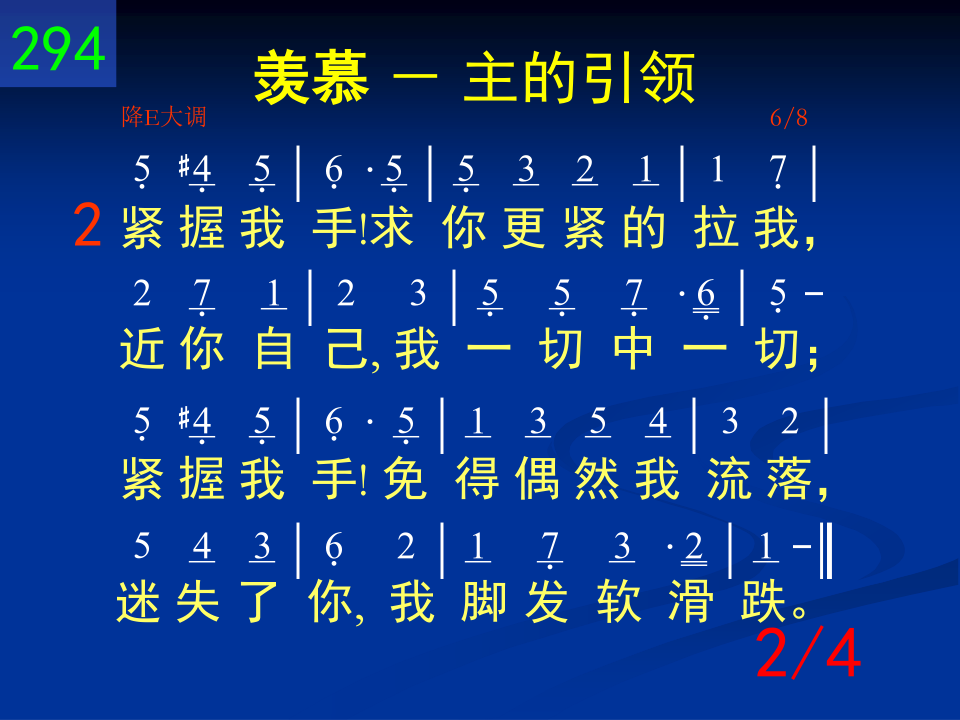 294
羡慕 － 主的引领
降E大调 6/8
5̣ #4̣ 5̣ | 6̣ · 5̣ | 5̣ 3 2 1 | 1 7̣ |
2 紧握我 手!求 你更紧的 拉我，
2 7̣ 1 | 2 3 | 5̣ 5̣ 7̣ · 6̣ | 5̣ -
近你自 己,我 一切中一 切；
5̣ #4̣ 5̣ | 6̣ · 5̣ | 1 3 5 4 | 3 2 |
紧握我 手!免 得偶然我 流落，
5 4 3 | 6̣ 2 | 1 7̣ 3 · 2 | 1 -‖
迷失了 你,我 脚发软滑 跌。
2/4